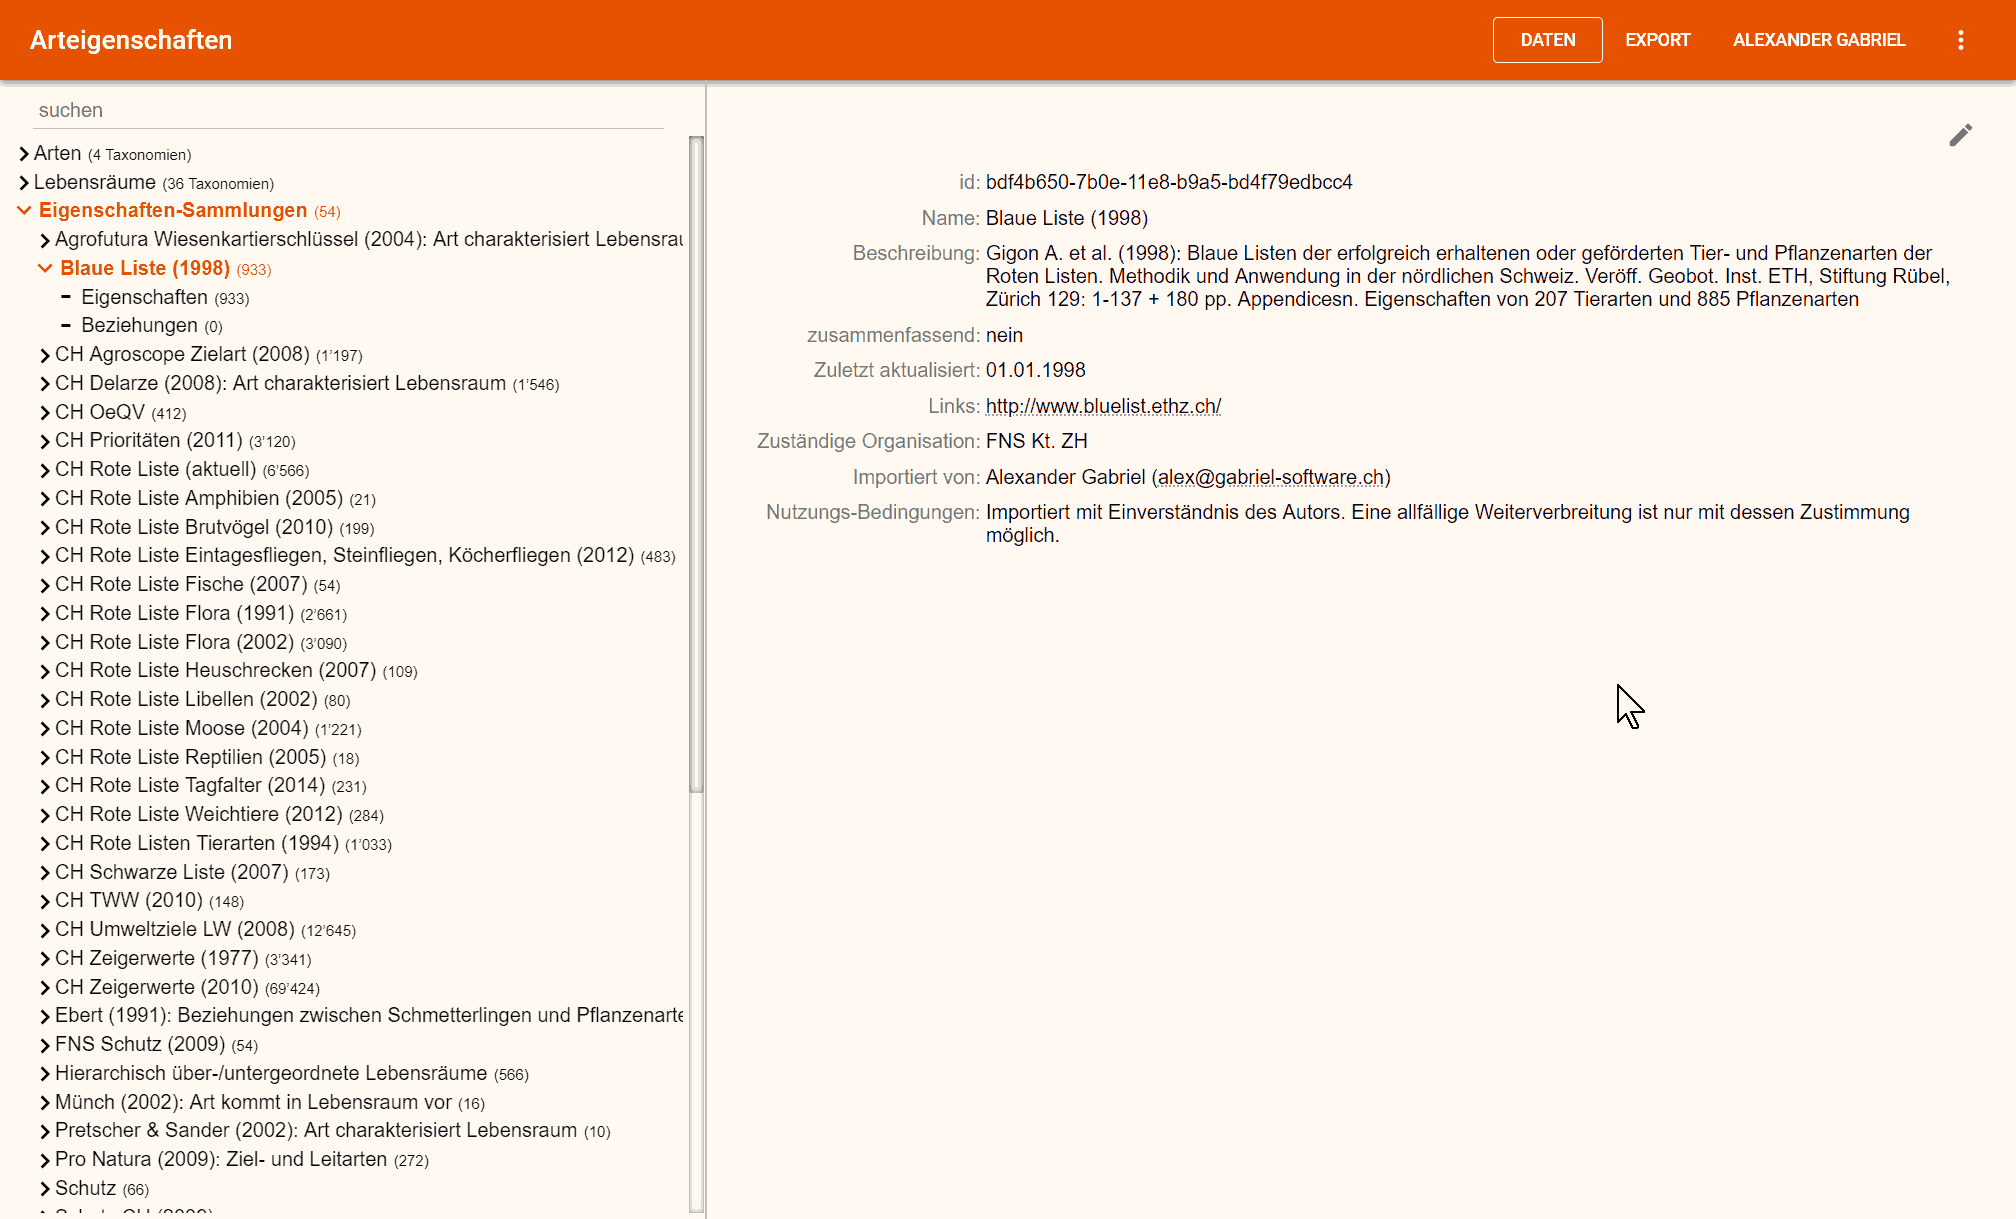 Arteigenschaften
DATEN
EXPORT
ALEXANDER GABRIEL
suchen
Arten (4 Taxonomien)
Lebensräume (36 Taxonomien)
Eigenschaften-Sammlungen (54)
Agrofutura Wiesenkartierschlüssel (2004): Art charakterisiert
Blaue Liste (1998) (933)
Eigenschaften (933)
Beziehungen (0)
CH Agroscope Zielart (2008) (1'197)
CH Delarze (2008): Art charakterisiert Lebensraum (1'546)
CH OeQV (412)
CH Prioritäten (2011) (3'120)
CH Rote Liste (aktuell) (6'566)
CH Rote Liste Amphibien (2005) (21)
CH Rote Liste Brutvögel (2010) (199)
CH Rote Liste Eintagesfliegen, Steinfliegen, Köcherfliegen (2012) (483)
CH Rote Liste Fische (2007) (54)
CH Rote Liste Flora (1991) (2'661)
CH Rote Liste Flora (2002) (3'090)
CH Rote Liste Heuschrecken (2007) (109)
CH Rote Liste Libellen (2002) (80)
CH Rote Liste Moose (2004) (1'221)
CH Rote Liste Reptilien (2005) (18)
CH Rote Liste Tagfalter (2014) (231)
CH Rote Liste Weichtiere (2012) (284)
CH Rote Listen Tierarten (1994) (1'033)
CH Schwarze Liste (2007) (173)
CH TWW (2010) (148)
CH Umweltziele LW (2008) (12'645)
CH Zeigerwerte (1977) (3'341)
CH Zeigerwerte (2010) (69'424)
Ebert (1991): Beziehungen zwischen Schmetterlingen und
FNS Schutz (2009) (54)
Hierarchisch über-/untergeordnete Lebensräume (566)
Münch (2002): Art kommt in Lebensraum vor (16)
Pretscher & Sander (2002): Art charakterisiert Lebensraum (10)
Pro Natura (2009): Ziel- und Leitarten (272)
Schutz (66)
id: bdf4b650-7b0e-11e8-b9a5-bd4f79edbcc4
Name: Blaue Liste (1998)
Beschreibung: Gigon A. et al. (1998): Blaue Listen der erfolgreich erhaltenen oder geförderten Tier- und Pflanzenarten der
Roten Listen. Methodik und Anwendung in der nördlichen Schweiz. Veröff. Geobot. Inst. ETH, Stiftung Rübel,
Zürich 129: 1-137 + 180 pp. Appendicesn. Eigenschaften von 207 Tierarten und 885 Pflanzenarten
zusammenfassend: nein
Zuletzt aktualisiert: 01.01.1998
Links: http://www.bluelist.ethz.ch/
Zuständige Organisation: FNS Kt. ZH
Importiert von: Alexander Gabriel (alex@gabriel-software.ch)
Nutzungs-Bedingungen: Importiert mit Einverständnis des Autors. Eine allfällige Weiterverbreitung ist nur mit dessen Zustimmung
möglich.